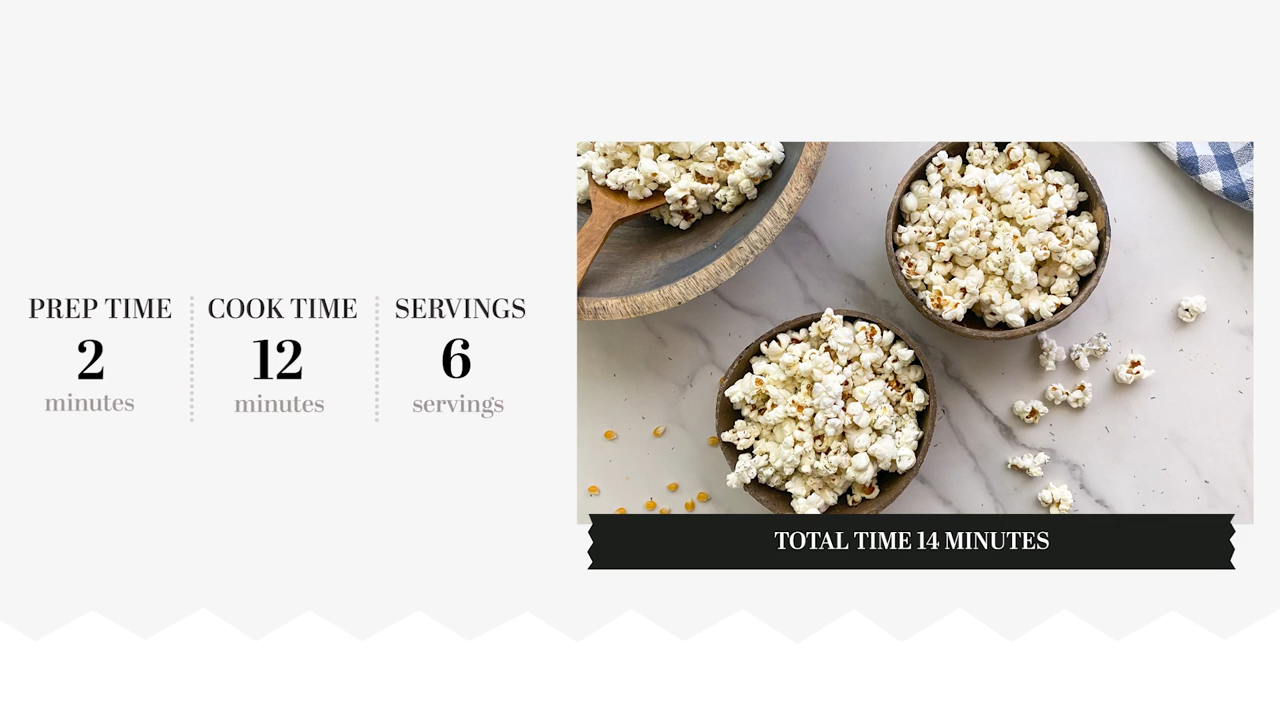 PREP TIME
2
minutes
COOK TIME
12
minutes
SERVINGS
6
servings
TOTAL TIME 14 MINUTES